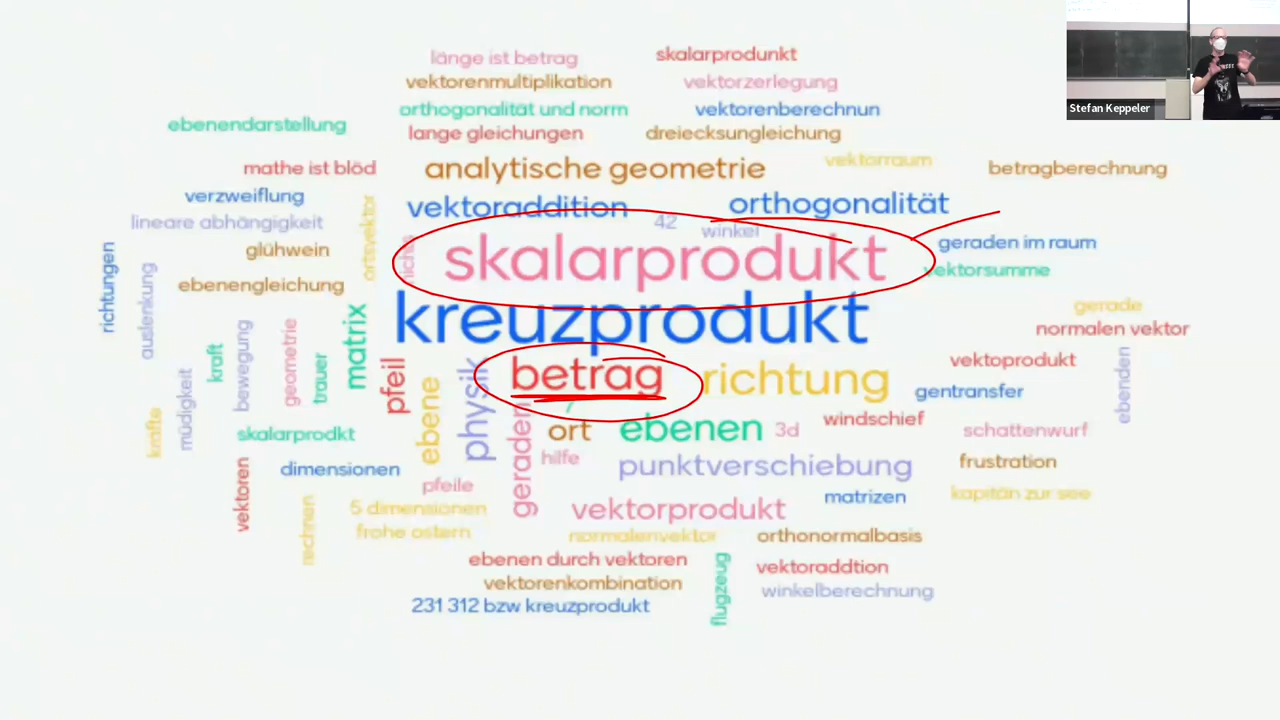 länge ist betrag
skalarprodunkt
Stefan Keppeler
vektorenmultiplikation
vektorzerlegung
orthogonalität und norm
vektorenberechnun
ebenendarstellung
lange gleichungen
dreiecksungleichung
mathe ist blöd
analytische geometrie
vektorraum
betragberechnung
verzweiflung
ortsvektor
vektoraddition
orthogonalität
lineare abhängigkeit
42
winkel
glühwein
nichts
skalarprodukt
geraden im raum
vektorsumme
richtungen
auslenkung
ebenengleichung
kreuzprodukt
gerade
normalen vektor
kraft
bewegung
geometrie
trauer
matrix
pfeil
physik
betrag
richtung
vektoprodukt
ebenden
gentransfer
kräfte
müdigkeit
ebene
geraden
skalarprodkt
ort
ebenen
3d
windschief
schattenwurf
hilfe
vektoren
dimensionen
punktverschiebung
frustration
pfeile
matrizen
kapitän zur see
rechnen
5 dimensionen
vektorprodukt
frohe ostern
normalenvektor
orthonormalbasis
ebenen durch vektoren
flugzeug
vektoraddtion
vektorenkombination
winkelberechnung
231 312 bzw kreuzprodukt